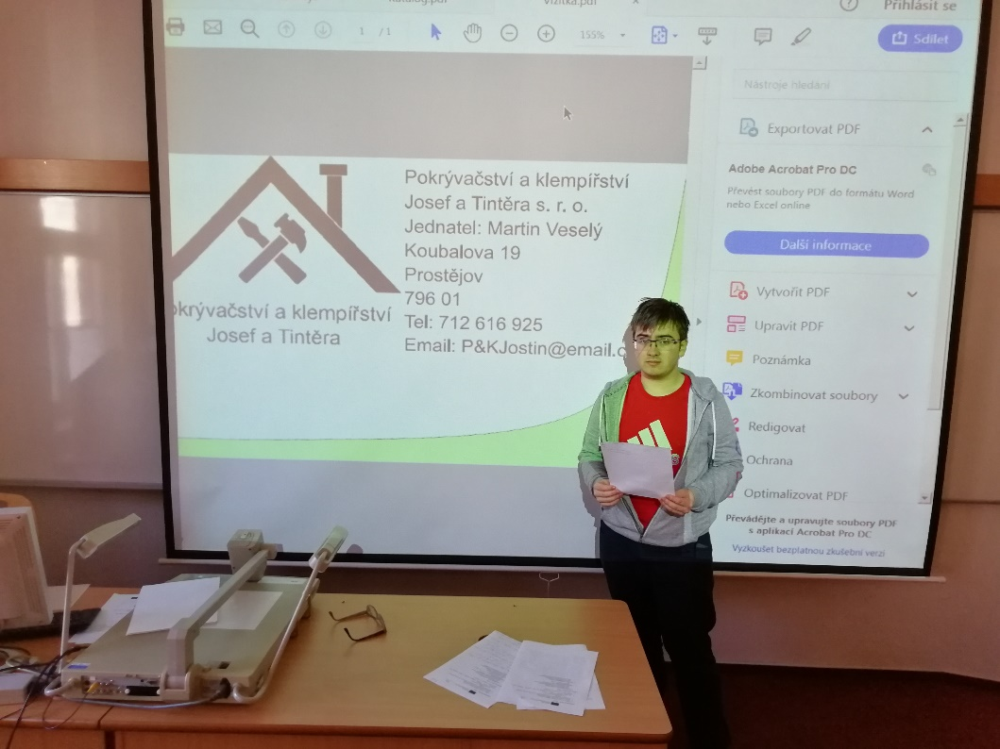 Vizitka.pdf
Přihlásit se
1 / 1
155%
Sdílet
Nástroje hledání
Exportovat PDF
Adobe Acrobat Pro DC
Převést soubory PDF do formátu Word
nebo Excel online
Další informace
Vytvořit PDF
Upravit PDF
Poznámka
Zkombinovat soubory
Redigovat
Ochrana
Optimalizovat PDF
Převádějte a upravujte soubory PDF
s aplikací Acrobat Pro DC
Vyzkoušet bezplatnou zkušební verzi
okrývačství a klempířství
Josef a Tintěra
Pokrývačství a klempířství
Josef a Tintěra s. r. o.
Jednatel: Martin Veselý
Koubalova 19
Prostějov
796 01
Tel: 712 616 925
Email: P&KJostin@email.c